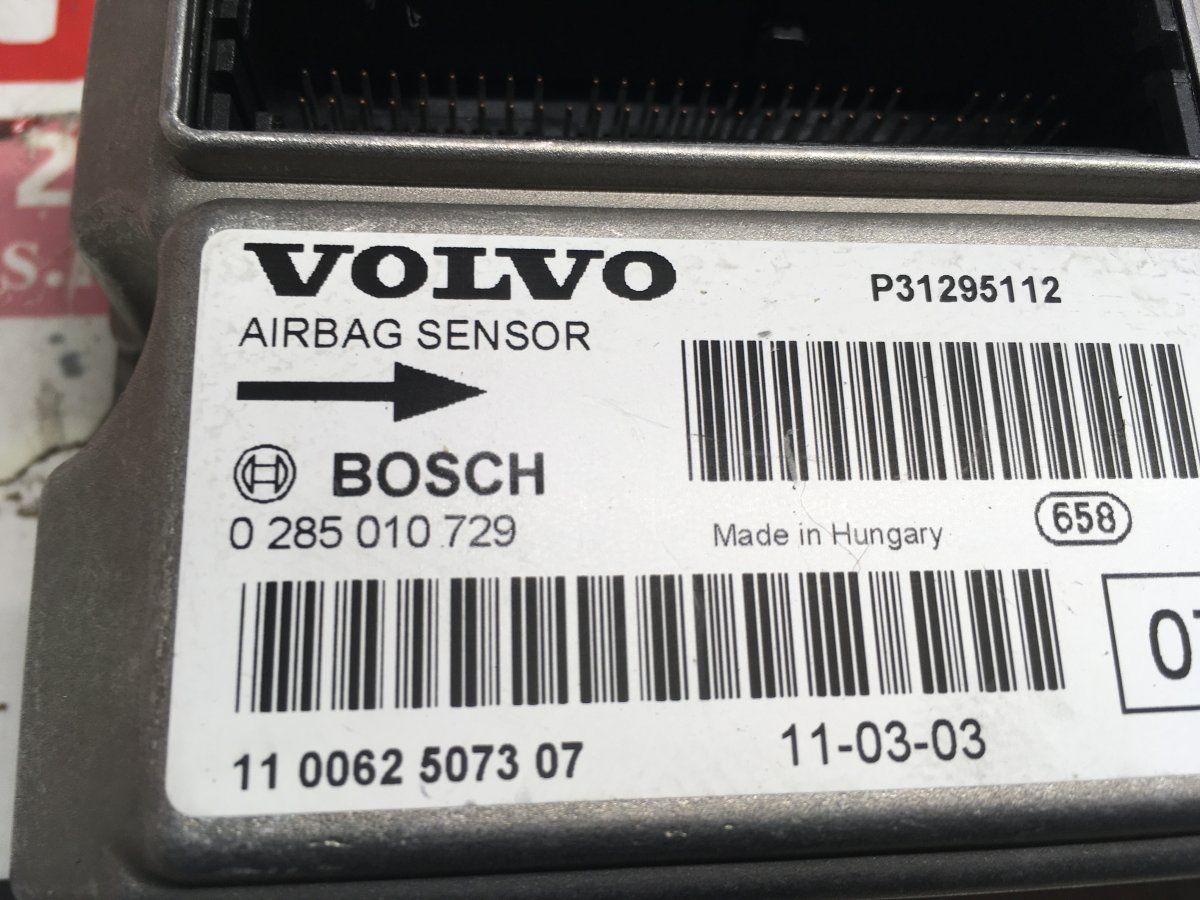 2
VOLVO
P31295112
AIRBAG SENSOR
BOSCH
0 285 010 729
Made in Hungary
658
11 0062 5073 07
11-03-03